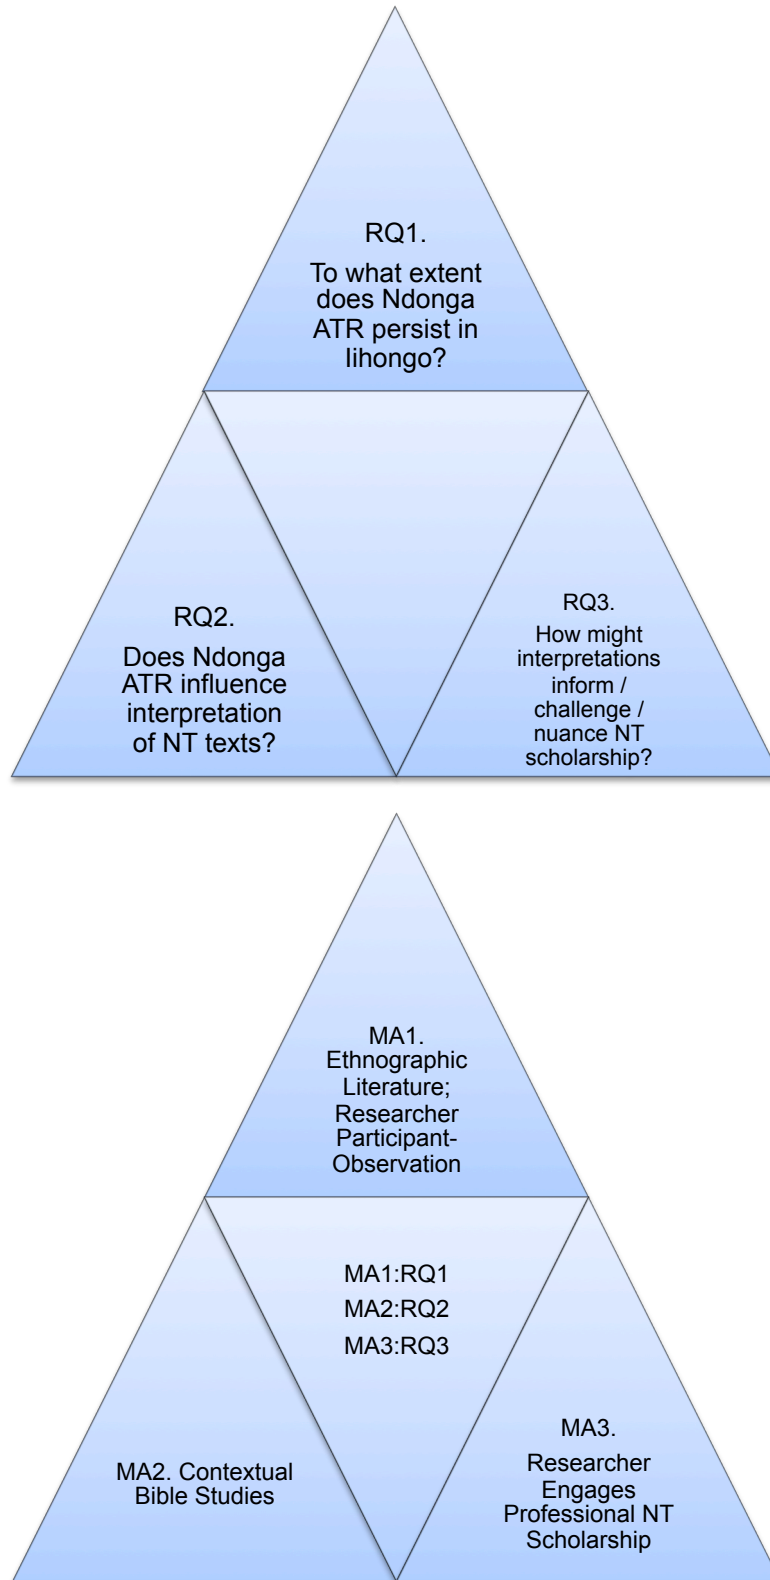 RQ1.
To what extent
does Ndonga
ATR persist in
Iihongo?
RQ2.
Does Ndonga
ATR influence
interpretation
of NT texts?
RQ3.
How might
interpretations
inform /
challenge /
nuance NT
scholarship?
MA1.
Ethnographic
Literature;
Researcher
Participant-
Observation
MA1:RQ1
MA2:RQ2
MA3:RQ3
MA2. Contextual
Bible Studies
MA3.
Researcher
Engages
Professional NT
Scholarship